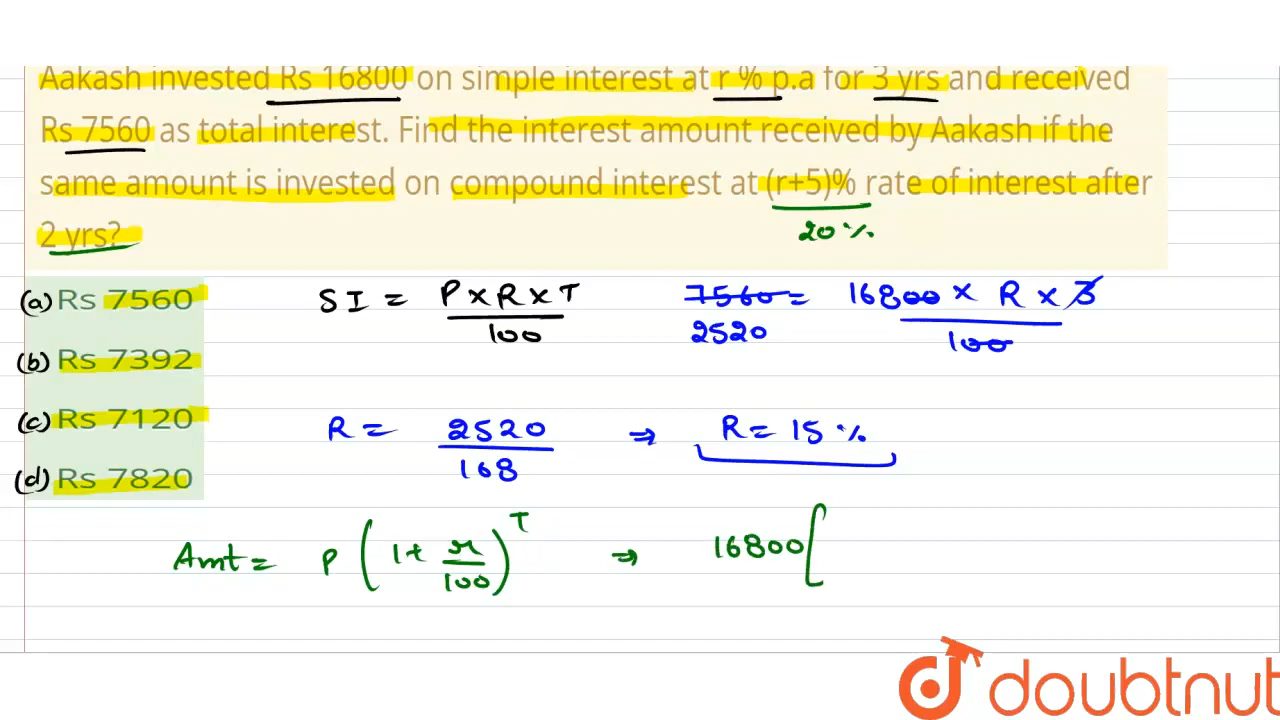 Aakash invested Rs 16800 on simple interest at r % p.a for 3 yrs and received
Rs 7560 as total interest. Find the interest amount received by Aakash if the
same amount is invested on compound interest at (r+5)% rate of interest after
2 yrs?
20 %
(a) Rs 7560
(b) Rs 7392
(c) Rs 7120
(d) Rs 7820
SI = P×R×T / 100
7560 = 16800 × R × 3 / 100
2520
R = 2520 / 168 ⇒ R = 15 %
Amt = P (1 + r/100)^T ⇒ 16800 [
doubtnut